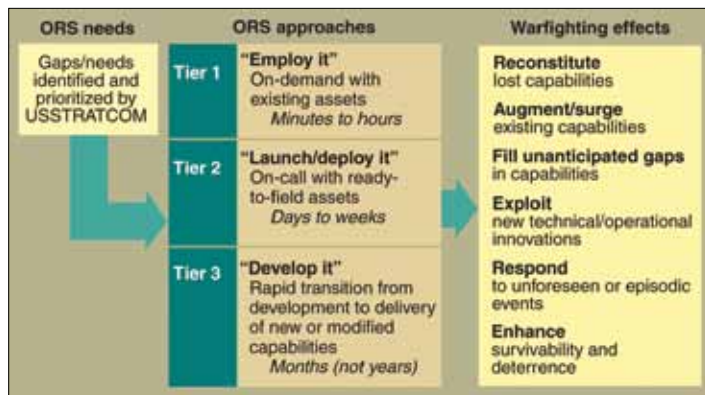 ORS needs
Gaps/needs
identified and
prioritized by
USSTRATCOM
ORS approaches
Tier 1
“Employ it”
On-demand with
existing assets
Minutes to hours
Tier 2
“Launch/deploy it”
On-call with ready-
to-field assets
Days to weeks
Tier 3
“Develop it”
Rapid transition from
development to delivery
of new or modified
capabilities
Months (not years)
Warfighting effects
Reconstitute
lost capabilities
Augment/surge
existing capabilities
Fill unanticipated gaps
in capabilities
Exploit
new technical/operational
innovations
Respond
to unforeseen or episodic
events
Enhance
survivability and
deterrence